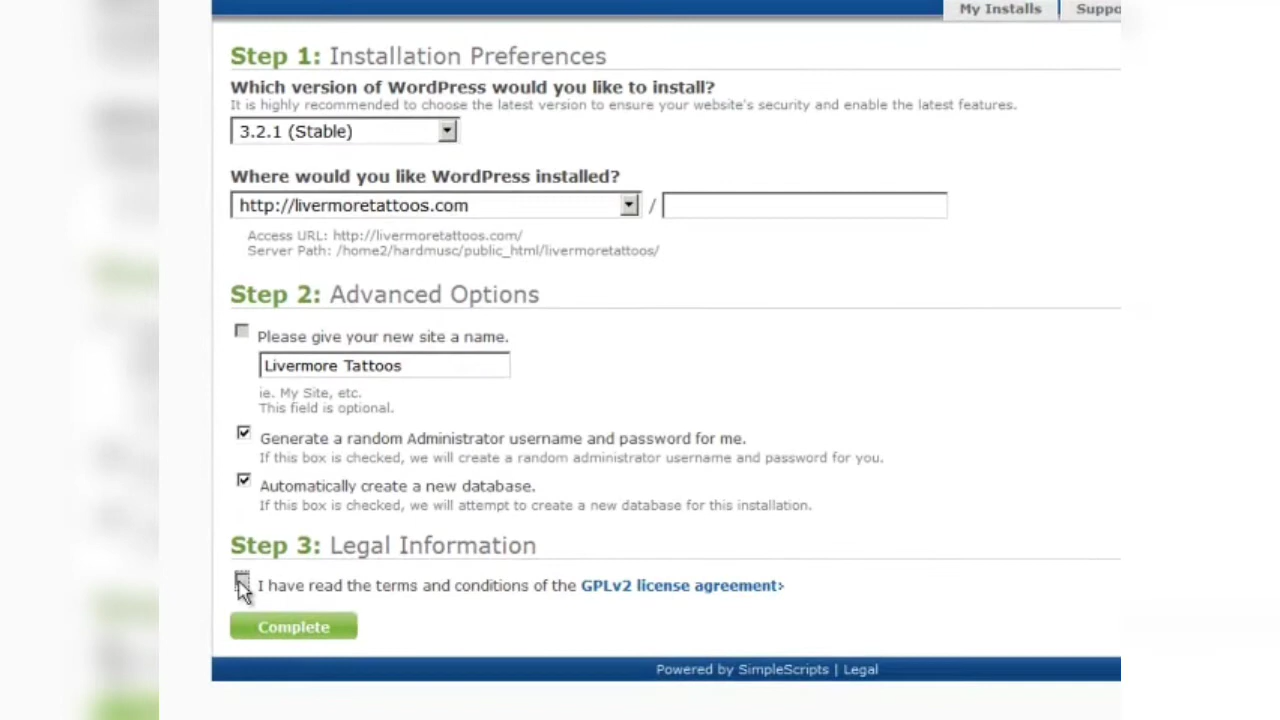 My Installs
Step 1: Installation Preferences
Which version of WordPress would you like to install?
It is highly recommended to choose the latest version to ensure your website's security and enable the latest features.
3.2.1 (Stable)
Where would you like WordPress installed?
http://livermoretattoos.com /
Access URL: http://livermoretattoos.com/
Server Path: /home2/hardmusc/public_html/livermoretattoos/
Step 2: Advanced Options
Please give your new site a name.
Livermore Tattoos
ie. My Site, etc.
This field is optional.
Generate a random Administrator username and password for me.
If this box is checked, we will create a random administrator username and password for you.
Automatically create a new database.
If this box is checked, we will attempt to create a new database for this installation.
Step 3: Legal Information
I have read the terms and conditions of the GPLv2 license agreement>
Complete
Powered by SimpleScripts | Legal